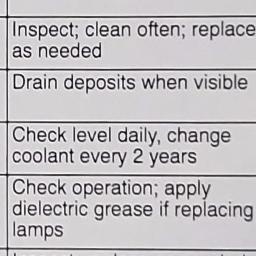 Inspect; clean often; replace
as needed
Drain deposits when visible
Check level daily, change
coolant every 2 years
Check operation; apply
dielectric grease if replacing
lamps